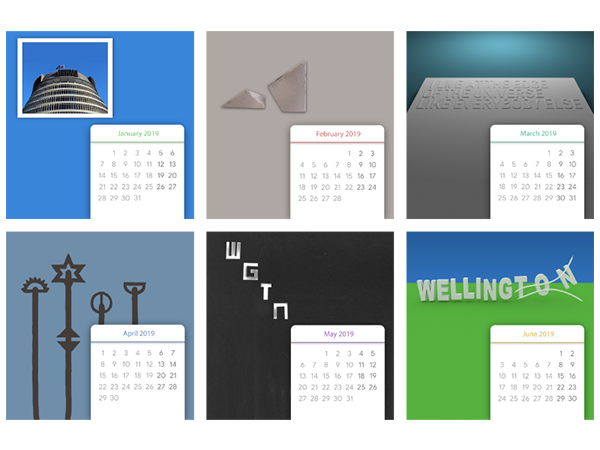 January 2019
1 2 3 4 5 6
7 8 9 10 11 12 13
14 15 16 17 18 19 20
21 22 23 24 25 26 27
28 29 30 31
February 2019
1 2 3
4 5 6 7 8 9 10
11 12 13 14 15 16 17
18 19 20 21 22 23 24
25 26 27 28
I LIVE AT THE EDGE
OF THE UNIVERSE
LIKE EVERYBODY ELSE
March 2019
1 2 3
4 5 6 7 8 9 10
11 12 13 14 15 16 17
18 19 20 21 22 23 24
25 26 27 28 29 30 31
April 2019
1 2 3 4 5 6 7
8 9 10 11 12 13 14
15 16 17 18 19 20 21
22 23 24 25 26 27 28
29 30
W
G
T
N
May 2019
1 2 3 4 5
6 7 8 9 10 11 12
13 14 15 16 17 18 19
20 21 22 23 24 25 26
27 28 29 30 31
WELLINGTON
June 2019
1 2
3 4 5 6 7 8 9
10 11 12 13 14 15 16
17 18 19 20 21 22 23
24 25 26 27 28 29 30